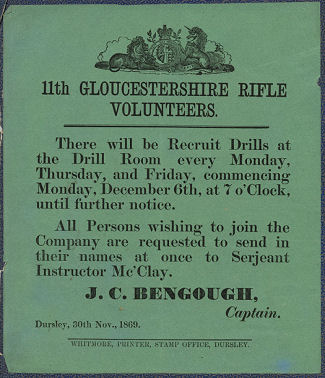 11th GLOUCESTERSHIRE RIFLE
VOLUNTEERS.
There will be Recruit Drills at
the Drill Room every Monday,
Thursday, and Friday, commencing
Monday, December 6th, at 7 o'Clock,
until further notice.
All Persons wishing to join the
Company are requested to send in
their names at once to Serjeant
Instructor Mc'Clay.
J. C. BENGOUGH,
Captain.
Dursley, 30th Nov., 1869.
WHITMORE, PRINTER, STAMP OFFICE, DURSLEY.